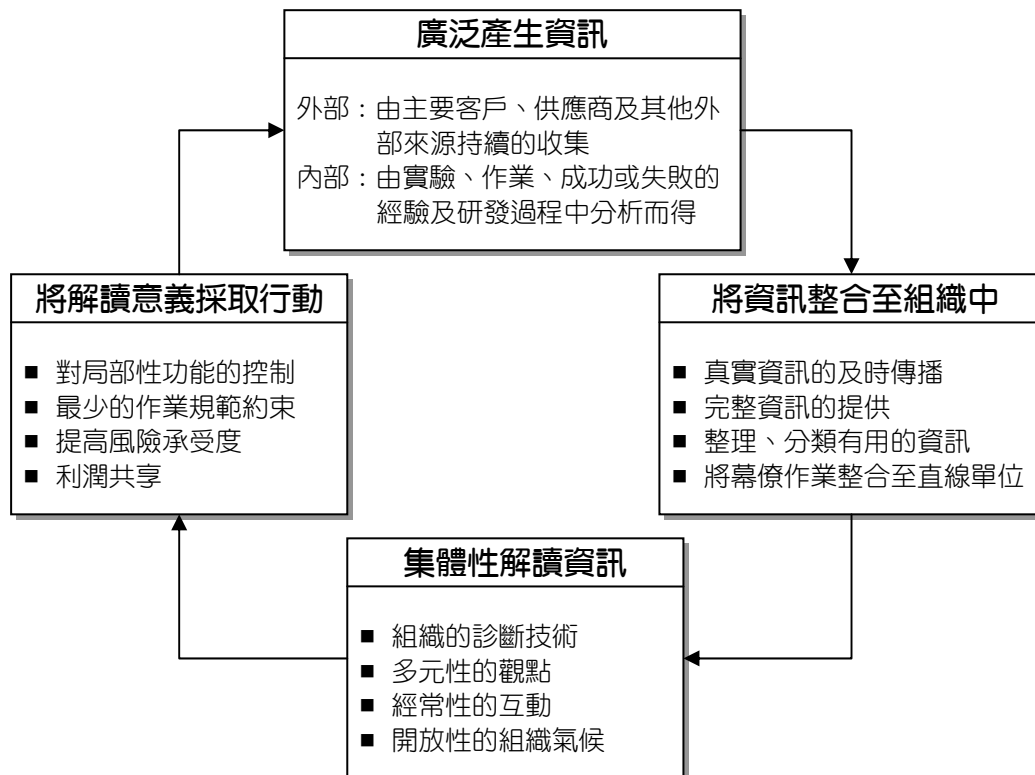 廣泛產生資訊
外部：由主要客戶、供應商及其他外
部來源持續的收集
內部：由實驗、作業、成功或失敗的
經驗及研發過程中分析而得
將解讀意義採取行動
■ 對局部性功能的控制
■ 最少的作業規範約束
■ 提高風險承受度
■ 利潤共享
將資訊整合至組織中
■ 真實資訊的及時傳播
■ 完整資訊的提供
■ 整理、分類有用的資訊
■ 將幕僚作業整合至直線單位
集體性解讀資訊
■ 組織的診斷技術
■ 多元性的觀點
■ 經常性的互動
■ 開放性的組織氣候